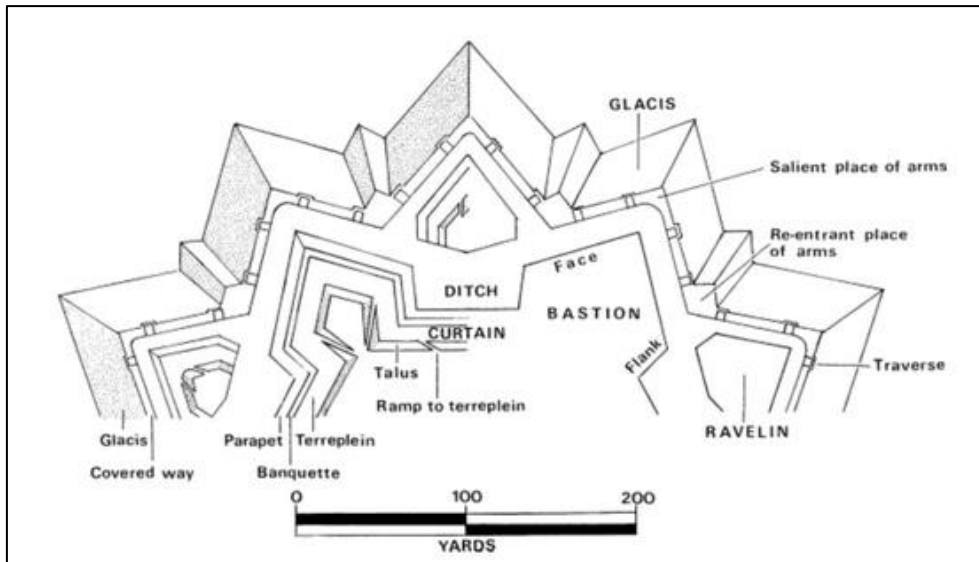 GLACIS
Salient place of arms
Re-entrant place
of arms
Face
DITCH
BASTION
CURTAIN
Flank
Talus
Traverse
Ramp to terreplein
RAVELIN
Glacis
Parapet
Terreplein
Covered way
Banquette
0
100
200
YARDS